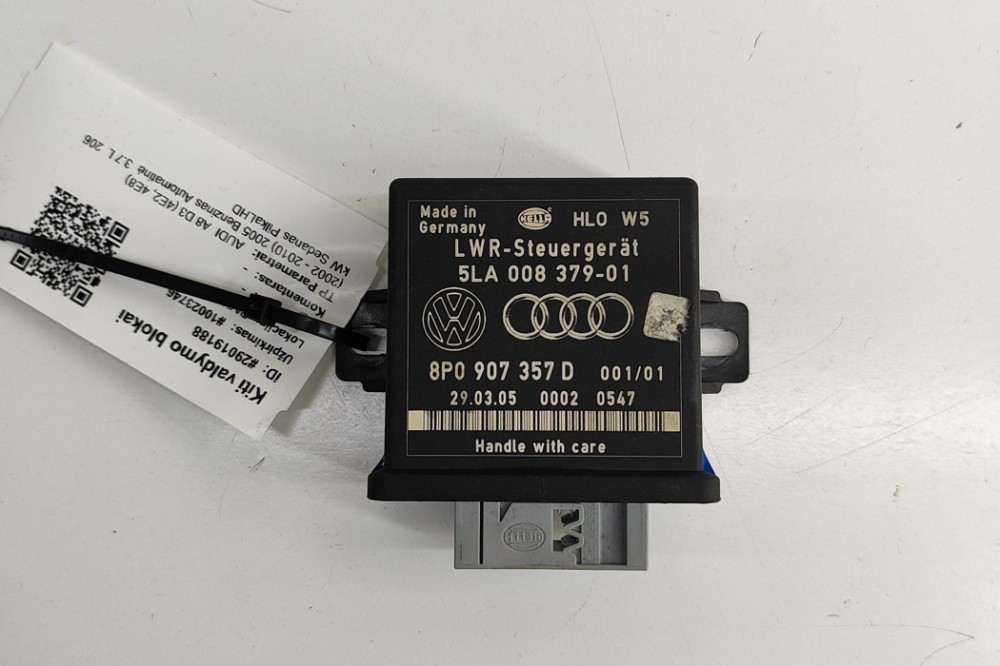 Made in
Germany
HELLA
HLO W5
LWR-Steuergerät
5LA 008 379-01
8P0 907 357 D 001/01
29.03.05 0002 0547
Handle with care
HELLA
Kiti valdymo blokai
ID: #29019188
Užpirkimas: #10023746
Lokacija:
Komentaras: -
TP Parametrai:
AUDI A8 D3 (4E2, 4E8)
(2002 - 2010) 2005 Benzinas Automatinė 3.7 L 206
kW Sedanas Pilka/HD